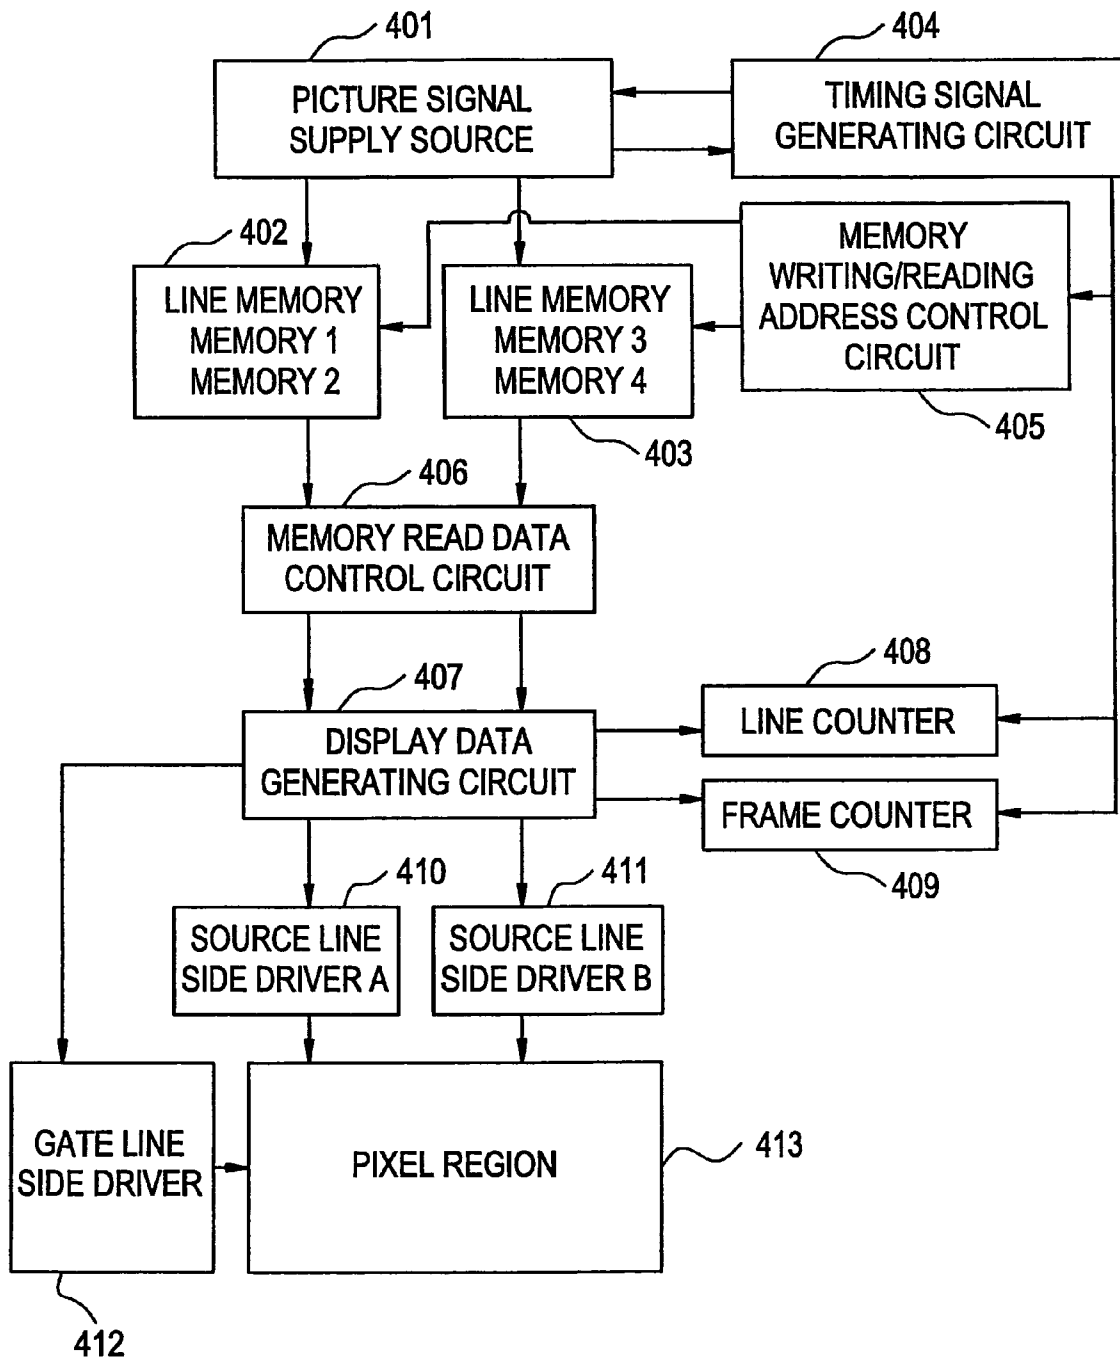 401
404
PICTURE SIGNAL
SUPPLY SOURCE
TIMING SIGNAL
GENERATING CIRCUIT
402
LINE MEMORY
MEMORY 1
MEMORY 2
LINE MEMORY
MEMORY 3
MEMORY 4
MEMORY
WRITING/READING
ADDRESS CONTROL
CIRCUIT
405
403
406
MEMORY READ DATA
CONTROL CIRCUIT
407
408
DISPLAY DATA
GENERATING CIRCUIT
LINE COUNTER
FRAME COUNTER
409
410
411
SOURCE LINE
SIDE DRIVER A
SOURCE LINE
SIDE DRIVER B
GATE LINE
SIDE DRIVER
PIXEL REGION
413
412